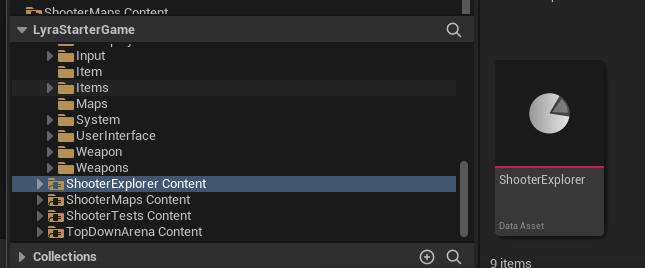 ShooterMaps Content
LyraStarterGame
Input
Item
Items
Maps
System
UserInterface
Weapon
Weapons
ShooterExplorer Content
ShooterMaps Content
ShooterTests Content
TopDownArena Content
Collections
ShooterExplorer
Data Asset
9 items